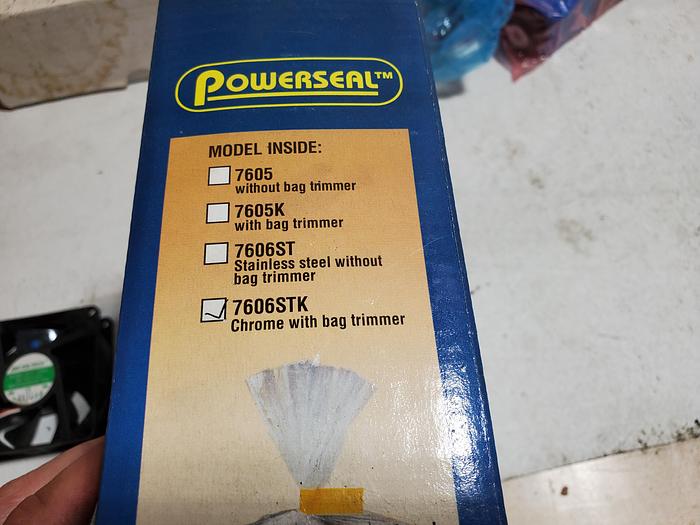 POWERSEAL™
MODEL INSIDE:
7605
without bag trimmer
7605K
with bag trimmer
7606ST
Stainless steel without
bag trimmer
7606STK
Chrome with bag trimmer